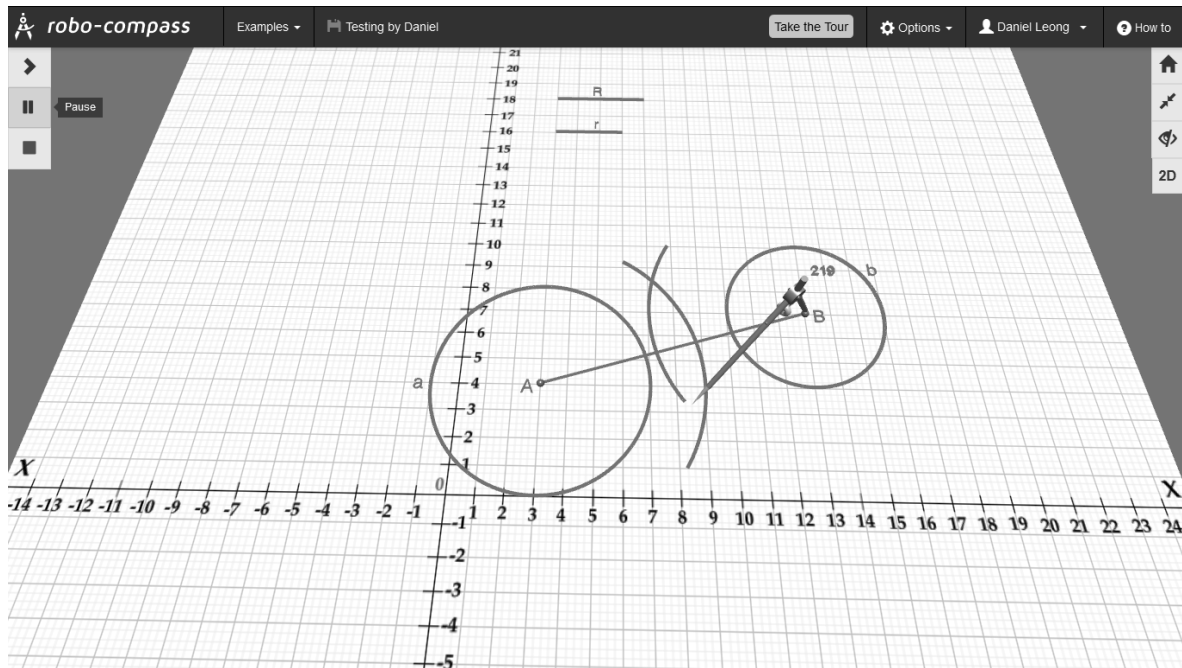 robo-compass Examples Testing by Daniel Take the Tour Options Daniel Leong How to
Pause
2D
21
20
19
18
17
16
15
14
13
12
11
10
9
8
7
6
5
4
3
2
1
0
R
r
219
b
B
a
A
X X
-14 -13 -12 -11 -10 -9 -8 -7 -6 -5 -4 -3 -2 -1 1 2 3 4 5 6 7 8 9 10 11 12 13 14 15 16 17 18 19 20 21 22 23 24
-1
-2
-3
-4
-5